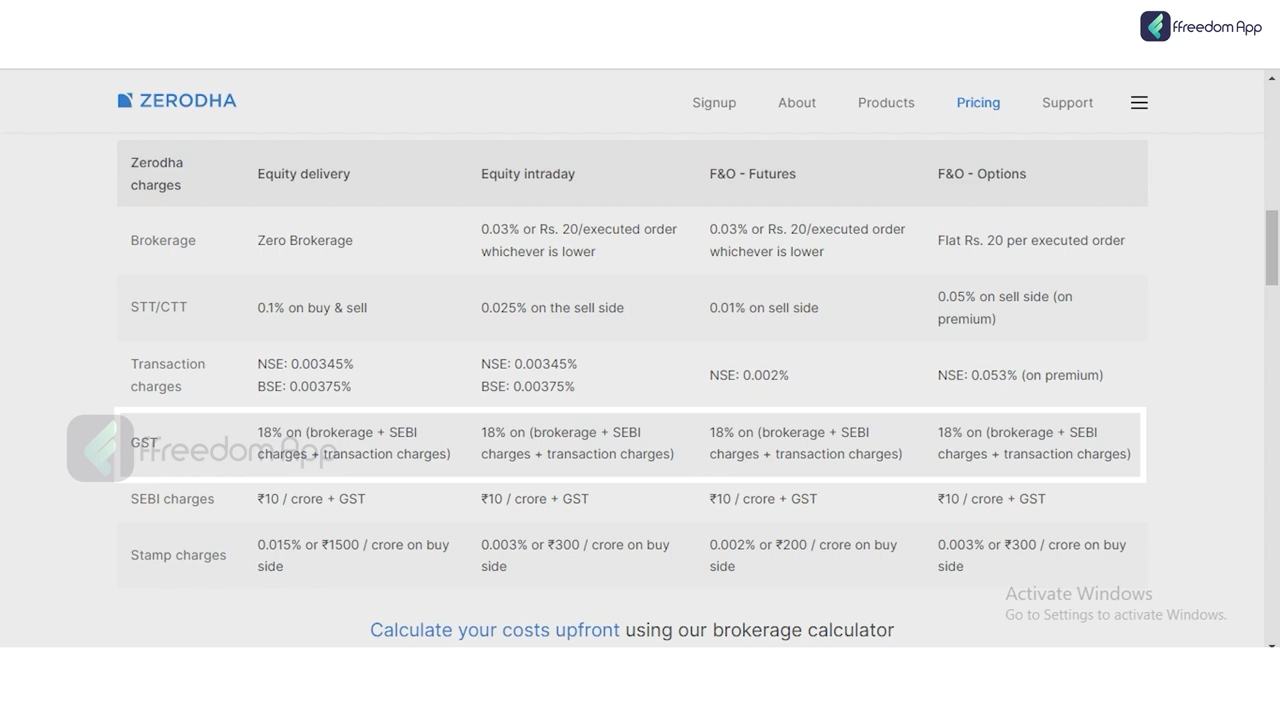 ffreedom App
ZERODHA
Signup About Products Pricing Support
Zerodha charges Equity delivery Equity intraday F&O - Futures F&O - Options
Brokerage Zero Brokerage 0.03% or Rs. 20/executed order whichever is lower 0.03% or Rs. 20/executed order whichever is lower Flat Rs. 20 per executed order
STT/CTT 0.1% on buy & sell 0.025% on the sell side 0.01% on sell side 0.05% on sell side (on premium)
Transaction charges NSE: 0.00345% BSE: 0.00375% NSE: 0.00345% BSE: 0.00375% NSE: 0.002% NSE: 0.053% (on premium)
GST 18% on (brokerage + SEBI charges + transaction charges) 18% on (brokerage + SEBI charges + transaction charges) 18% on (brokerage + SEBI charges + transaction charges) 18% on (brokerage + SEBI charges + transaction charges)
ffreedom App
SEBI charges ₹10 / crore + GST ₹10 / crore + GST ₹10 / crore + GST ₹10 / crore + GST
Stamp charges 0.015% or ₹1500 / crore on buy side 0.003% or ₹300 / crore on buy side 0.002% or ₹200 / crore on buy side 0.003% or ₹300 / crore on buy side
Activate Windows
Go to Settings to activate Windows.
Calculate your costs upfront using our brokerage calculator